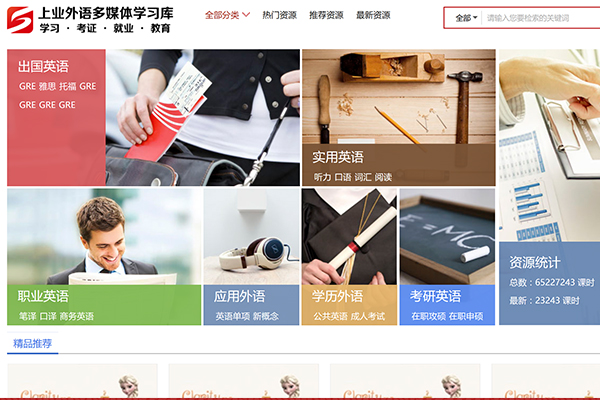 上业外语多媒体学习库
学习 · 考证 · 就业 · 教育
全部分类 热门资源 推荐资源 最新资源
全部 请输入您要检索的关键词
出国英语
GRE 雅思 托福 GRE
GRE GRE GRE
实用英语
听力 口语 词汇 阅读
职业英语
笔译 口译 商务英语
应用外语
英语单项 新概念
学历外语
公共英语 成人考试
E=MC
考研英语
在职攻硕 在职申硕
资源统计
总数：65227243 课时
最新：23243 课时
精品推荐